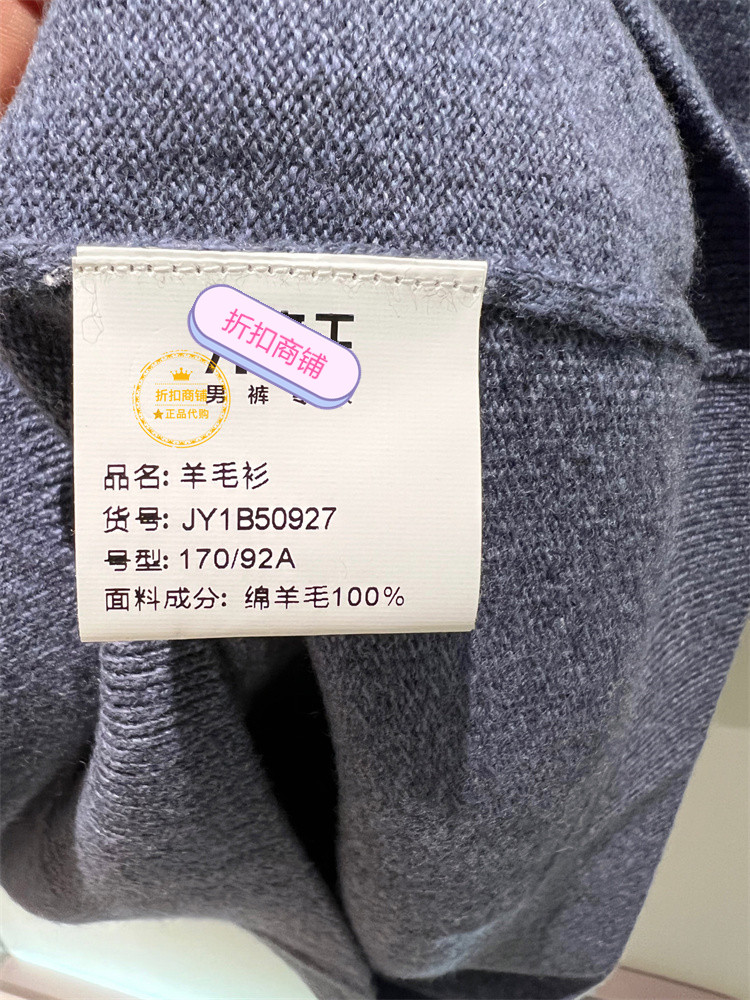 折扣商铺
折扣商铺
★正品代购
男裤
品名: 羊毛衫
货号: JY1B50927
号型: 170/92A
面料成分: 绵羊毛100%